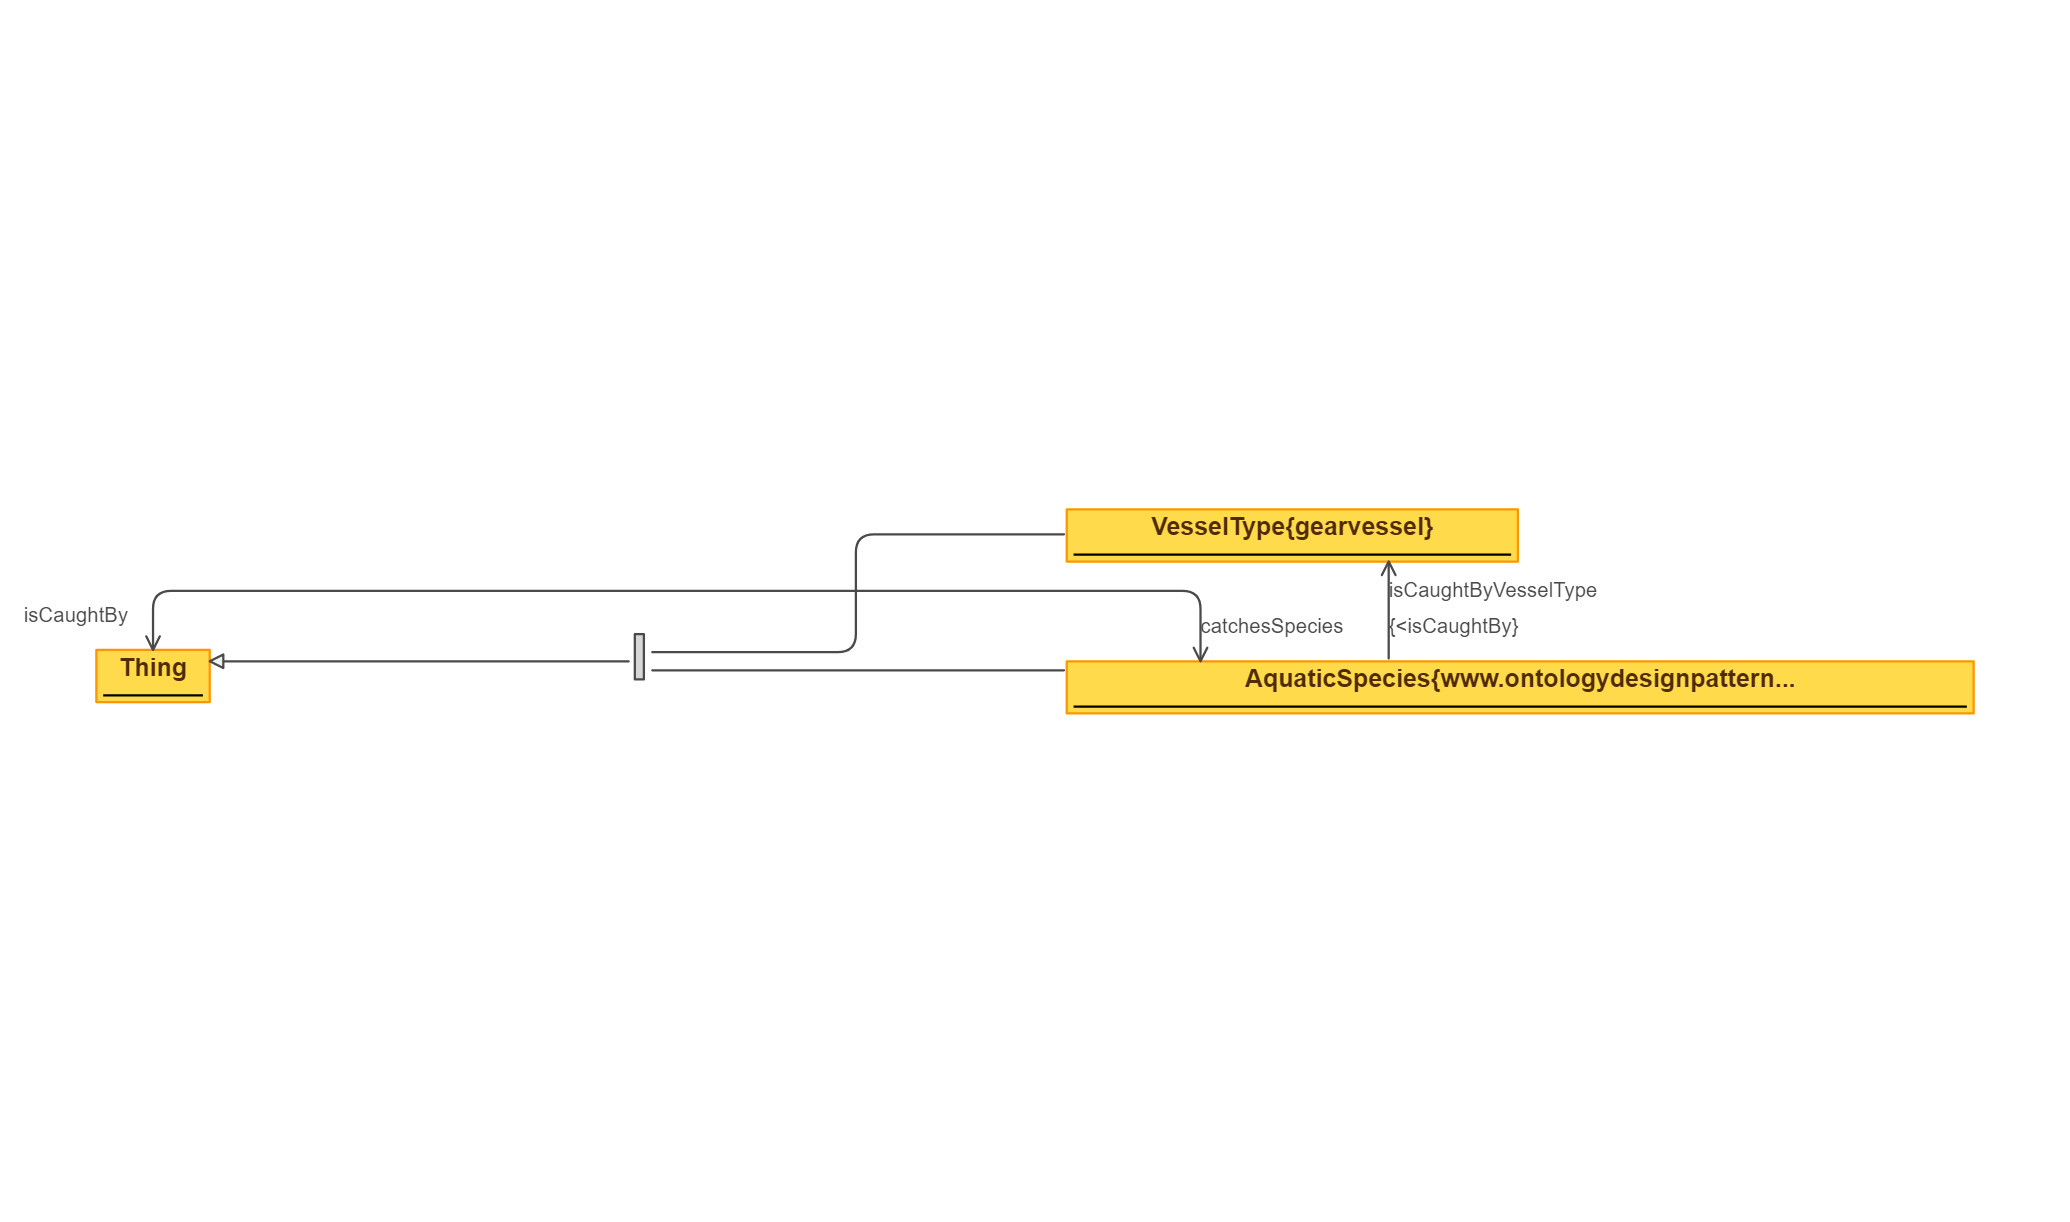 VesselType{gearvessel}
isCaughtByVesselType
isCaughtBy
catchesSpecies
{<isCaughtBy}
Thing
AquaticSpecies{www.ontologydesignpattern...